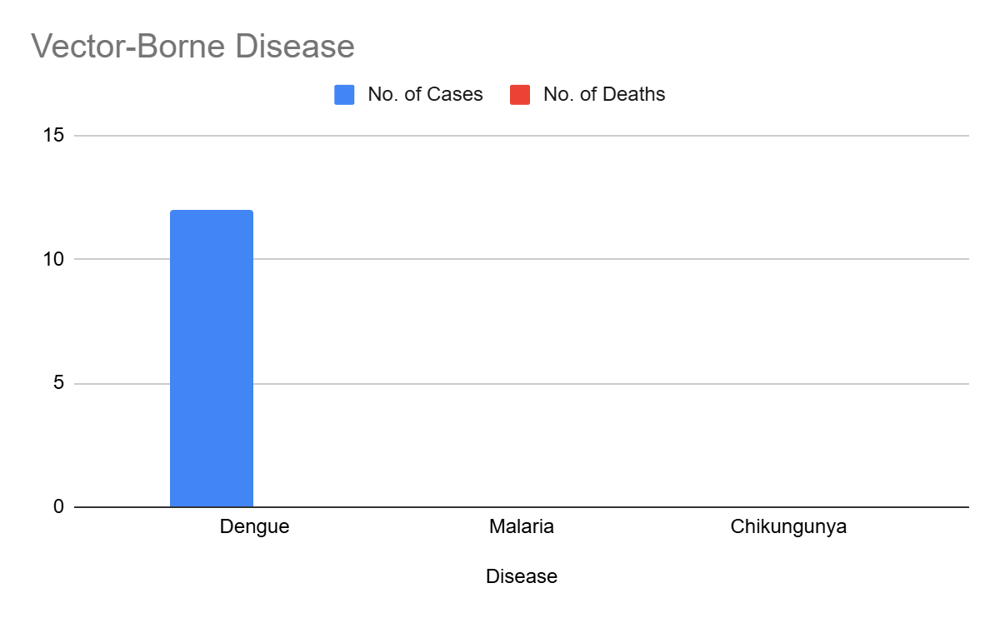 Vector-Borne Disease
No. of Cases No. of Deaths
15
10
5
0
Dengue Malaria Chikungunya
Disease